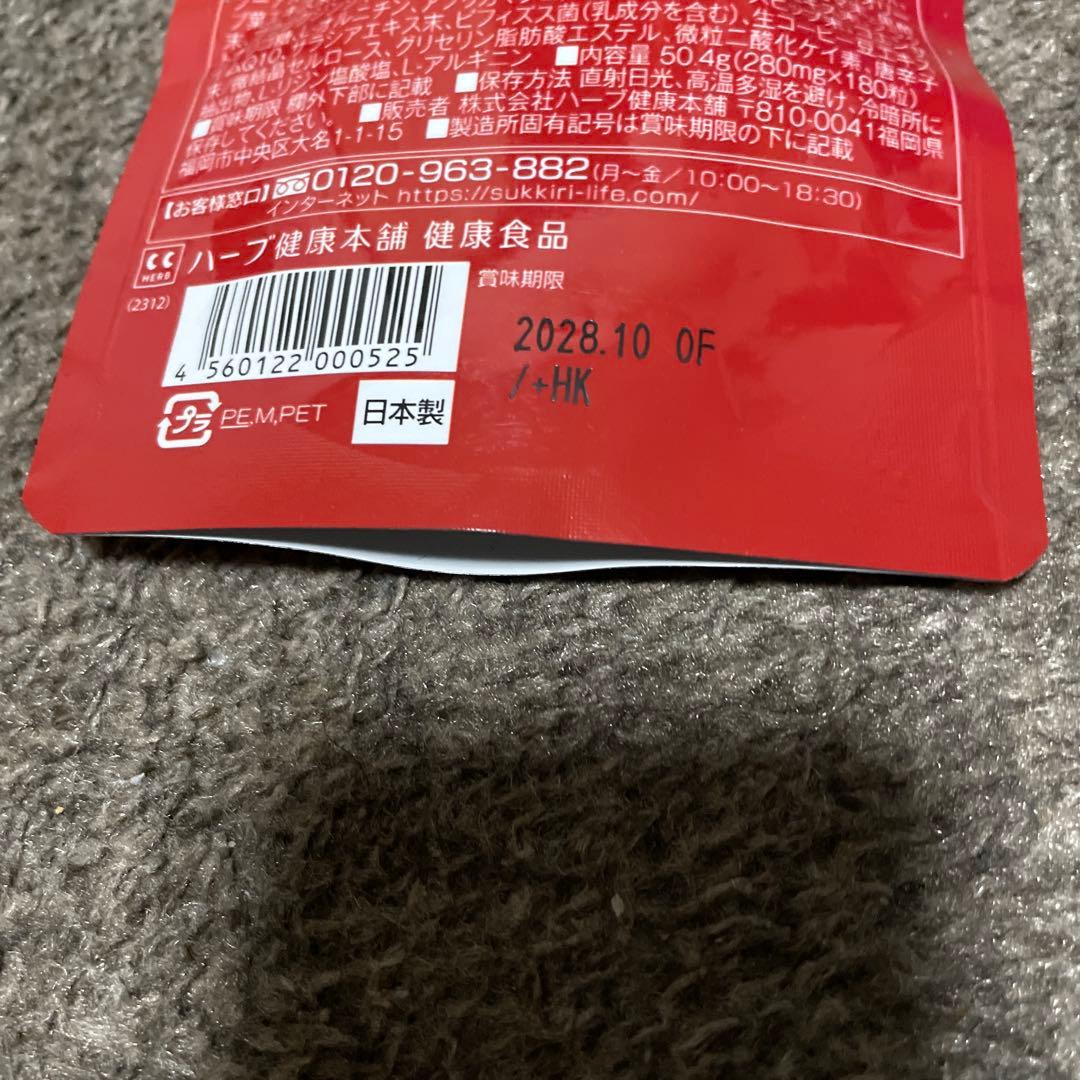 末、サラシアエキス末、ビフィズス菌(乳成分を含む)、生コーヒー豆エキス
、微結晶セルロース、グリセリン脂肪酸エステル、微粒二酸化ケイ素、唐辛子
抽出物、L-リジン塩酸塩、L-アルギニン ■内容量 50.4g(280mg×180粒)
■賞味期限 欄外下部に記載 ■保存方法 直射日光、高温多湿を避け、冷暗所に
保存してください。 ■販売者 株式会社ハーブ健康本舗 〒810-0041福岡県
福岡市中央区大名1-1-15 ■製造所固有記号は賞味期限の下に記載
【お客様窓口】0120-963-882(月~金/10:00~18:30)
インターネット https://sukkiri-life.com/
HERB ハーブ健康本舗 健康食品
(2312)
賞味期限
4 560122 000525
2028.10 0F
/+HK
プラ PE,M,PET
日本製